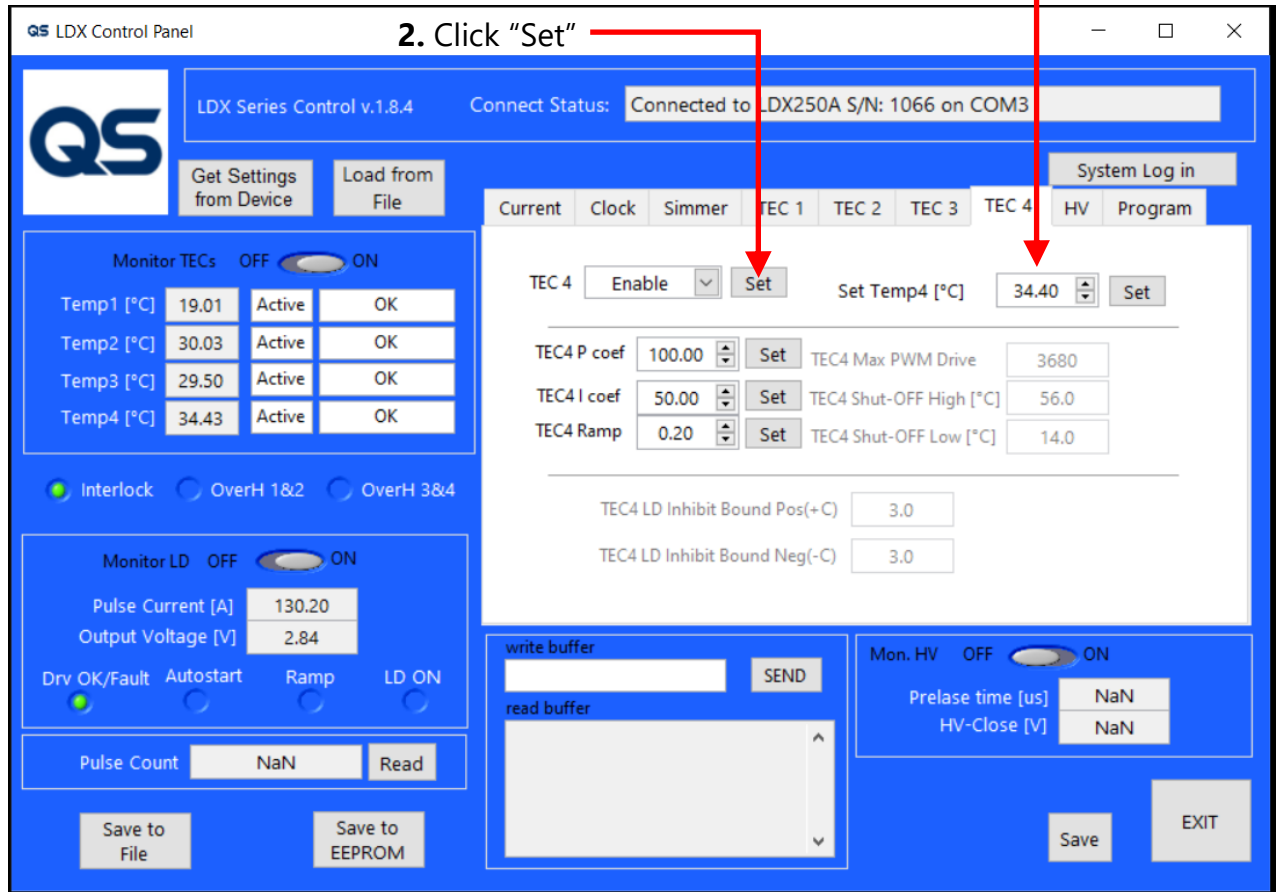 QS LDX Control Panel
2. Click “Set”
QS
LDX Series Control v.1.8.4
Connect Status: Connected to LDX250A S/N: 1066 on COM3
Get Settings
from Device
Load from
File
System Log in
Current Clock Simmer TEC 1 TEC 2 TEC 3 TEC 4 HV Program
Monitor TECs OFF ON
Temp1 [°C] 19.01 Active OK
Temp2 [°C] 30.03 Active OK
Temp3 [°C] 29.50 Active OK
Temp4 [°C] 34.43 Active OK
TEC 4 Enable Set Set Temp4 [°C] 34.40 Set
TEC4 P coef 100.00 Set TEC4 Max PWM Drive 3680
TEC4 I coef 50.00 Set TEC4 Shut-OFF High [°C] 56.0
TEC4 Ramp 0.20 Set TEC4 Shut-OFF Low [°C] 14.0
TEC4 LD Inhibit Bound Pos(+C) 3.0
TEC4 LD Inhibit Bound Neg(-C) 3.0
Interlock OverH 1&2 OverH 3&4
Monitor LD OFF ON
Pulse Current [A] 130.20
Output Voltage [V] 2.84
Drv OK/Fault Autostart Ramp LD ON
Pulse Count NaN Read
Save to
File
Save to
EEPROM
write buffer
SEND
read buffer
Mon. HV OFF ON
Prelase time [us] NaN
HV-Close [V] NaN
Save
EXIT